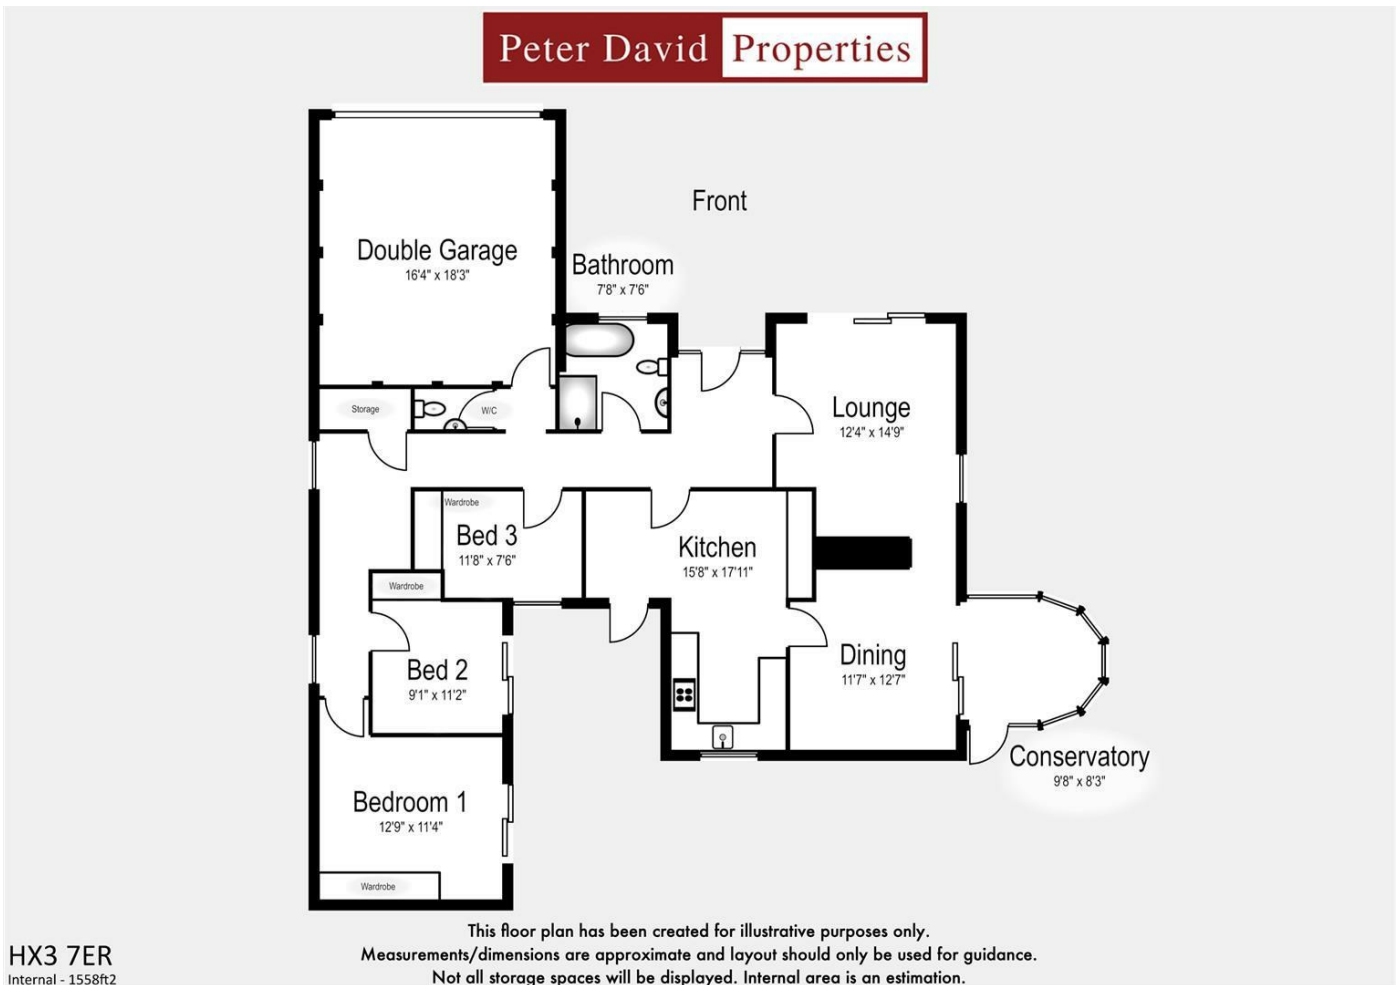 Peter David Properties
Front
Double Garage
16'4" x 18'3"
Bathroom
7'8" x 7'6"
Storage
W/C
Lounge
12'4" x 14'9"
Wardrobe
Bed 3
11'8" x 7'6"
Kitchen
15'8" x 17'11"
Wardrobe
Bed 2
9'1" x 11'2"
Dining
11'7" x 12'7"
Conservatory
9'8" x 8'3"
Bedroom 1
12'9" x 11'4"
Wardrobe
This floor plan has been created for illustrative purposes only.
Measurements/dimensions are approximate and layout should only be used for guidance.
Not all storage spaces will be displayed. Internal area is an estimation.
HX3 7ER
Internal - 1558ft2